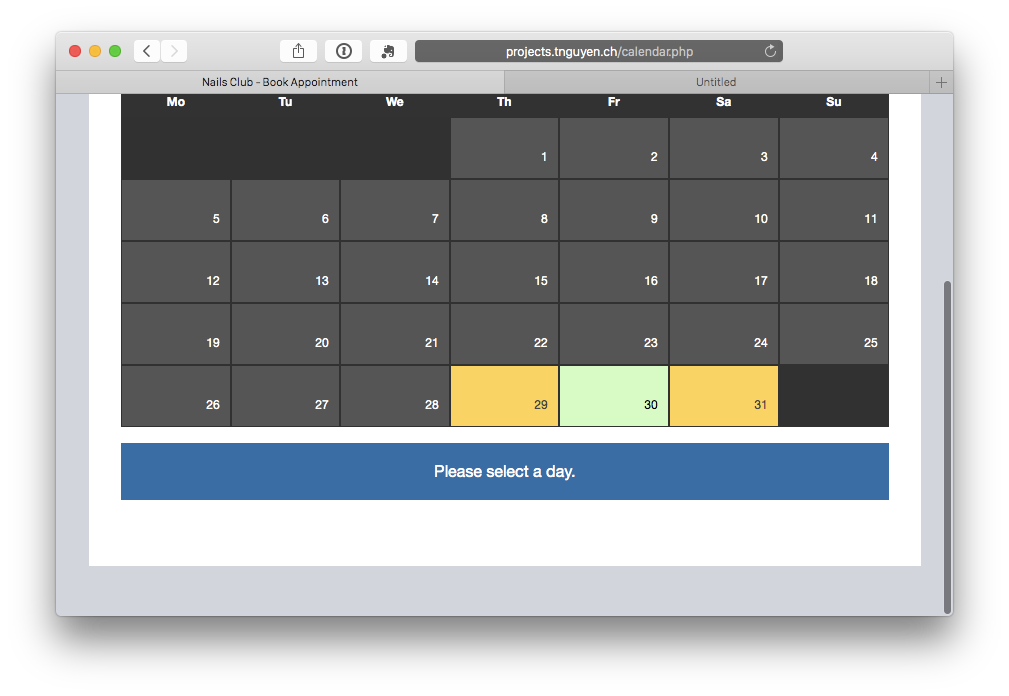 projects.tnguyen.ch/calendar.php
Nails Club – Book Appointment Untitled
Mo Tu We Th Fr Sa Su
1 2 3 4
5 6 7 8 9 10 11
12 13 14 15 16 17 18
19 20 21 22 23 24 25
26 27 28 29 30 31
Please select a day.